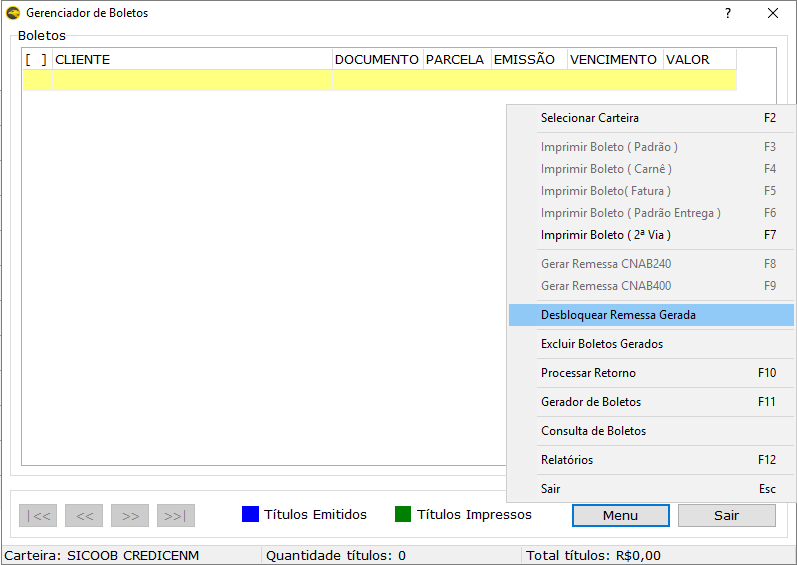 Gerenciador de Boletos
?
Boletos
[ ] CLIENTE DOCUMENTO PARCELA EMISSÃO VENCIMENTO VALOR
Selecionar Carteira F2
Imprimir Boleto ( Padrão ) F3
Imprimir Boleto ( Carnê ) F4
Imprimir Boleto( Fatura ) F5
Imprimir Boleto ( Padrão Entrega ) F6
Imprimir Boleto ( 2ª Via ) F7
Gerar Remessa CNAB240 F8
Gerar Remessa CNAB400 F9
Desbloquear Remessa Gerada
Excluir Boletos Gerados
Processar Retorno F10
Gerador de Boletos F11
Consulta de Boletos
Relatórios F12
Sair Esc
|<< << >> >>| Títulos Emitidos Títulos Impressos Menu Sair
Carteira: SICOOB CREDICENM Quantidade títulos: 0 Total títulos: R$0,00